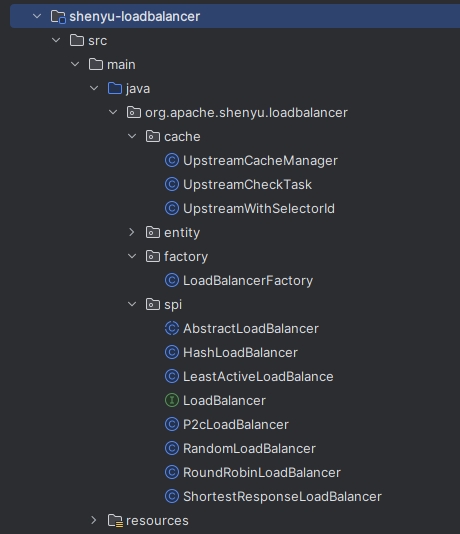 shenyu-loadbalancer
src
main
java
org.apache.shenyu.loadbalancer
cache
UpstreamCacheManager
UpstreamCheckTask
UpstreamWithSelectorId
entity
factory
LoadBalancerFactory
spi
AbstractLoadBalancer
HashLoadBalancer
LeastActiveLoadBalance
LoadBalancer
P2cLoadBalancer
RandomLoadBalancer
RoundRobinLoadBalancer
ShortestResponseLoadBalancer
resources